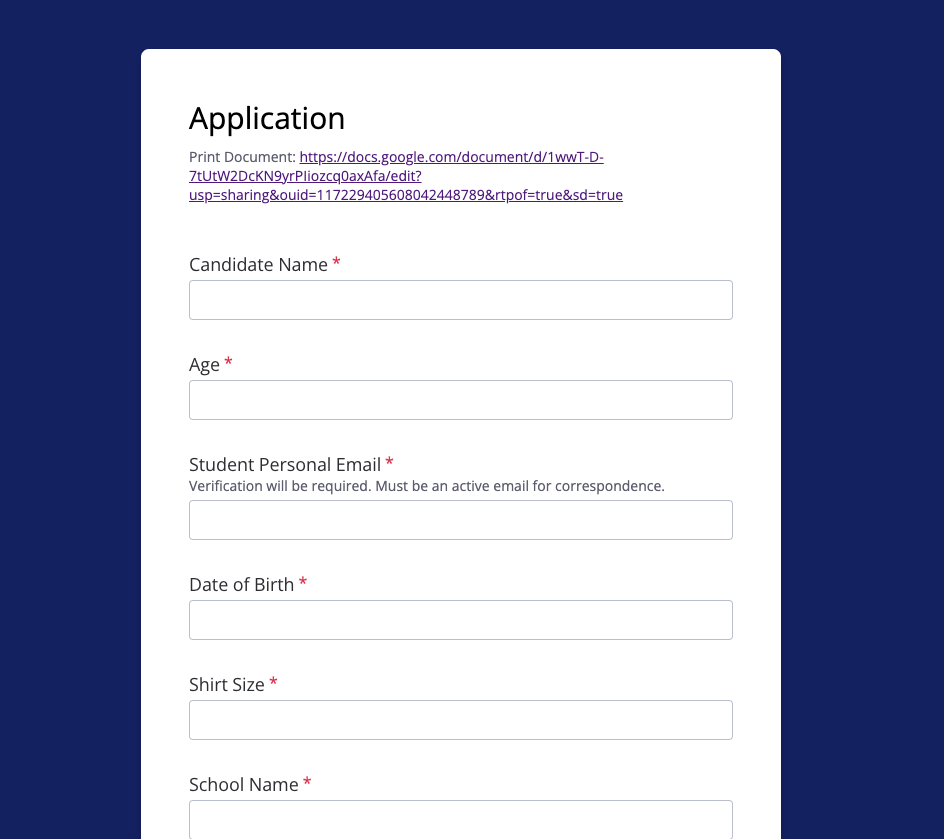 Application
Print Document: https://docs.google.com/document/d/1wwT-D-
7tUtW2DcKN9yrPIiozcq0axAfa/edit?
usp=sharing&ouid=117229405608042448789&rtpof=true&sd=true
Candidate Name *
Age *
Student Personal Email *
Verification will be required. Must be an active email for correspondence.
Date of Birth *
Shirt Size *
School Name *